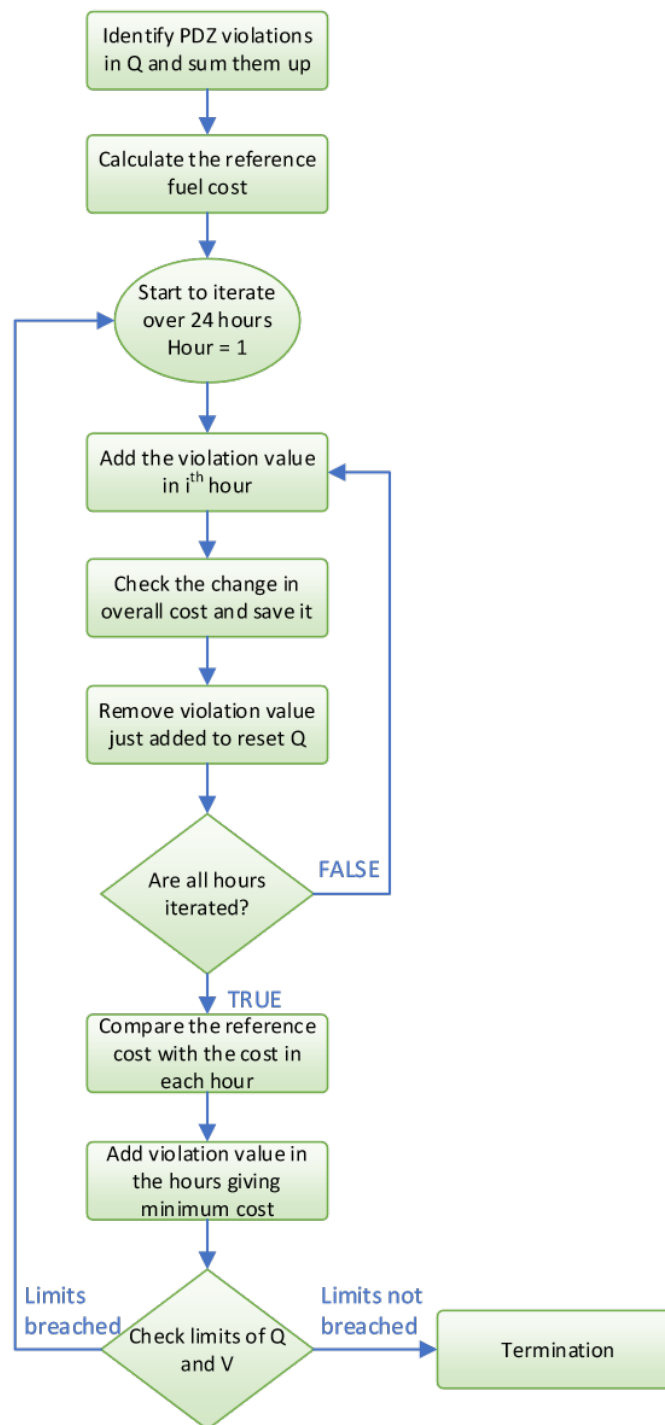 Identify PDZ violations
in Q and sum them up
Calculate the reference
fuel cost
Start to iterate
over 24 hours
Hour = 1
Add the violation value
in iᵗʰ hour
Check the change in
overall cost and save it
Remove violation value
just added to reset Q
Are all hours
iterated?
FALSE
TRUE
Compare the reference
cost with the cost in
each hour
Add violation value in
the hours giving
minimum cost
Limits
breached
Check limits of Q
and V
Limits not
breached
Termination